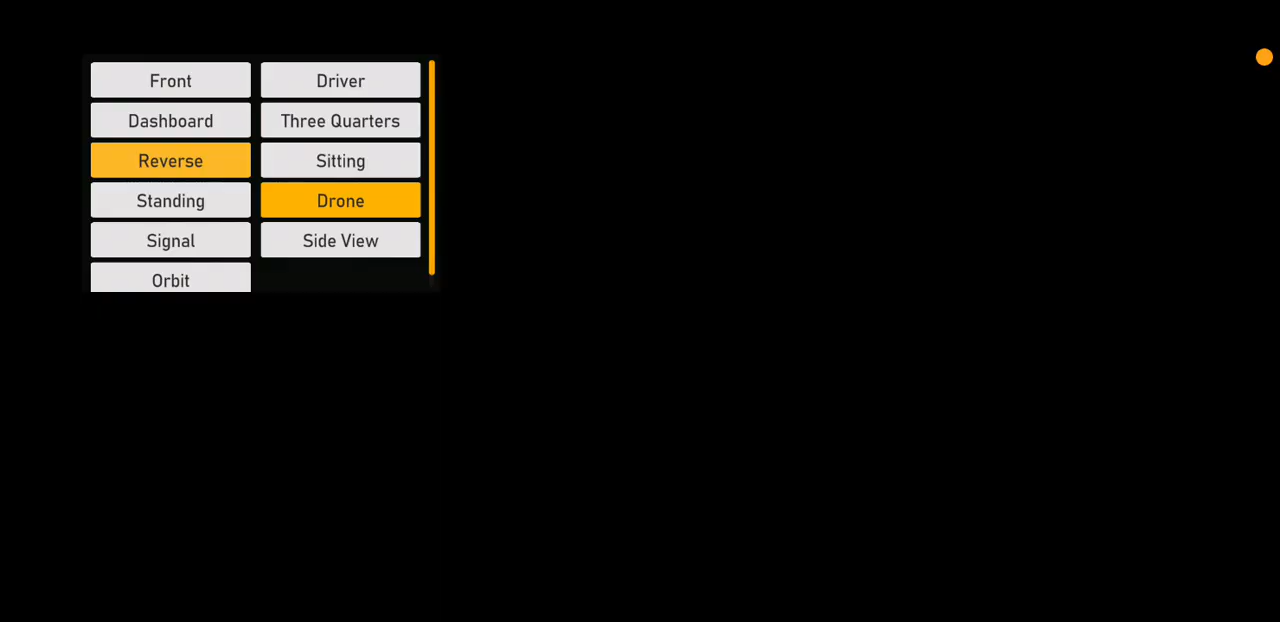 Front
Driver
Dashboard
Three Quarters
Reverse
Sitting
Standing
Drone
Signal
Side View
Orbit